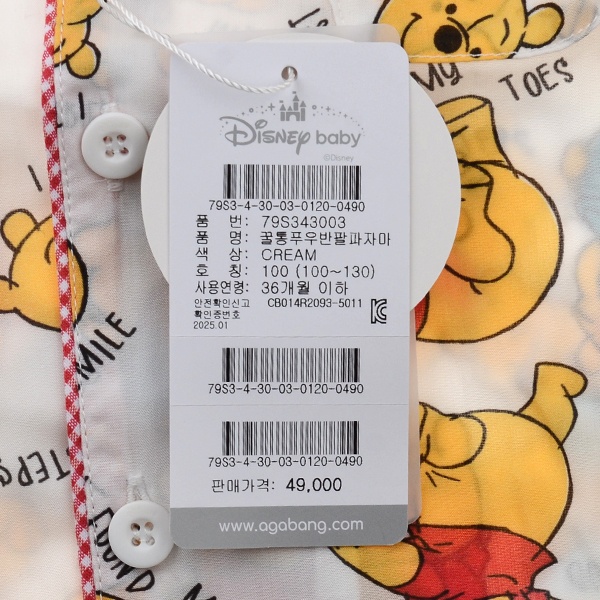 MY TOES
DISNEY baby
©Disney
79S3-4-30-03-0120-0490
품 번: 79S343003
품 명: 꿀통푸우반팔파자마
색 상: CREAM
호 칭: 100 (100~130)
사용연령: 36개월 이하
안전확인신고 CB014R2093-5011
확인증번호
2025.01
79S3-4-30-03-0120-0490
79S3-4-30-03-0120-0490
판매가격: 49,000
www.agabang.com
I
SMILE
STEPS
I FOUND M